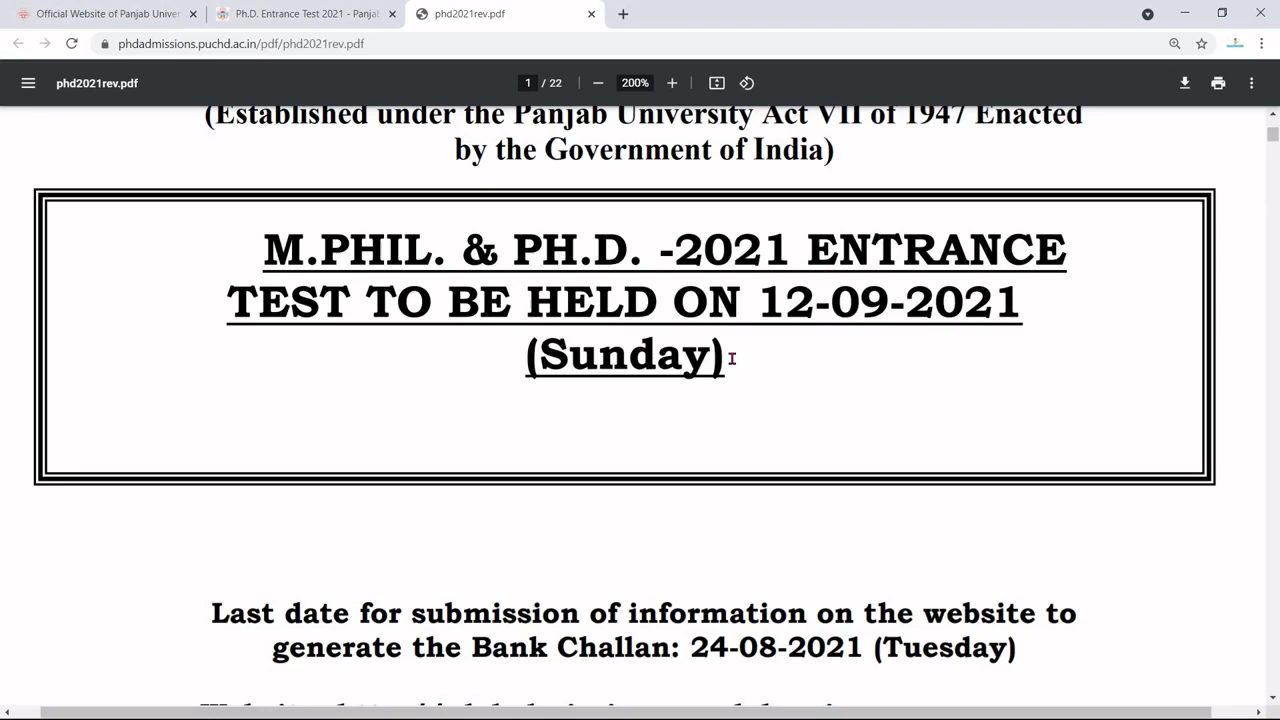 Official Website of Panjab Univer
Ph.D. Entrance Test 2021 - Panjab
phd2021rev.pdf
phdadmissions.puchd.ac.in/pdf/phd2021rev.pdf
phd2021rev.pdf
1 / 22
200%
(Established under the Panjab University Act VII of 1947 Enacted
by the Government of India)
M.PHIL. & PH.D. -2021 ENTRANCE
TEST TO BE HELD ON 12-09-2021
(Sunday)
Last date for submission of information on the website to
generate the Bank Challan: 24-08-2021 (Tuesday)